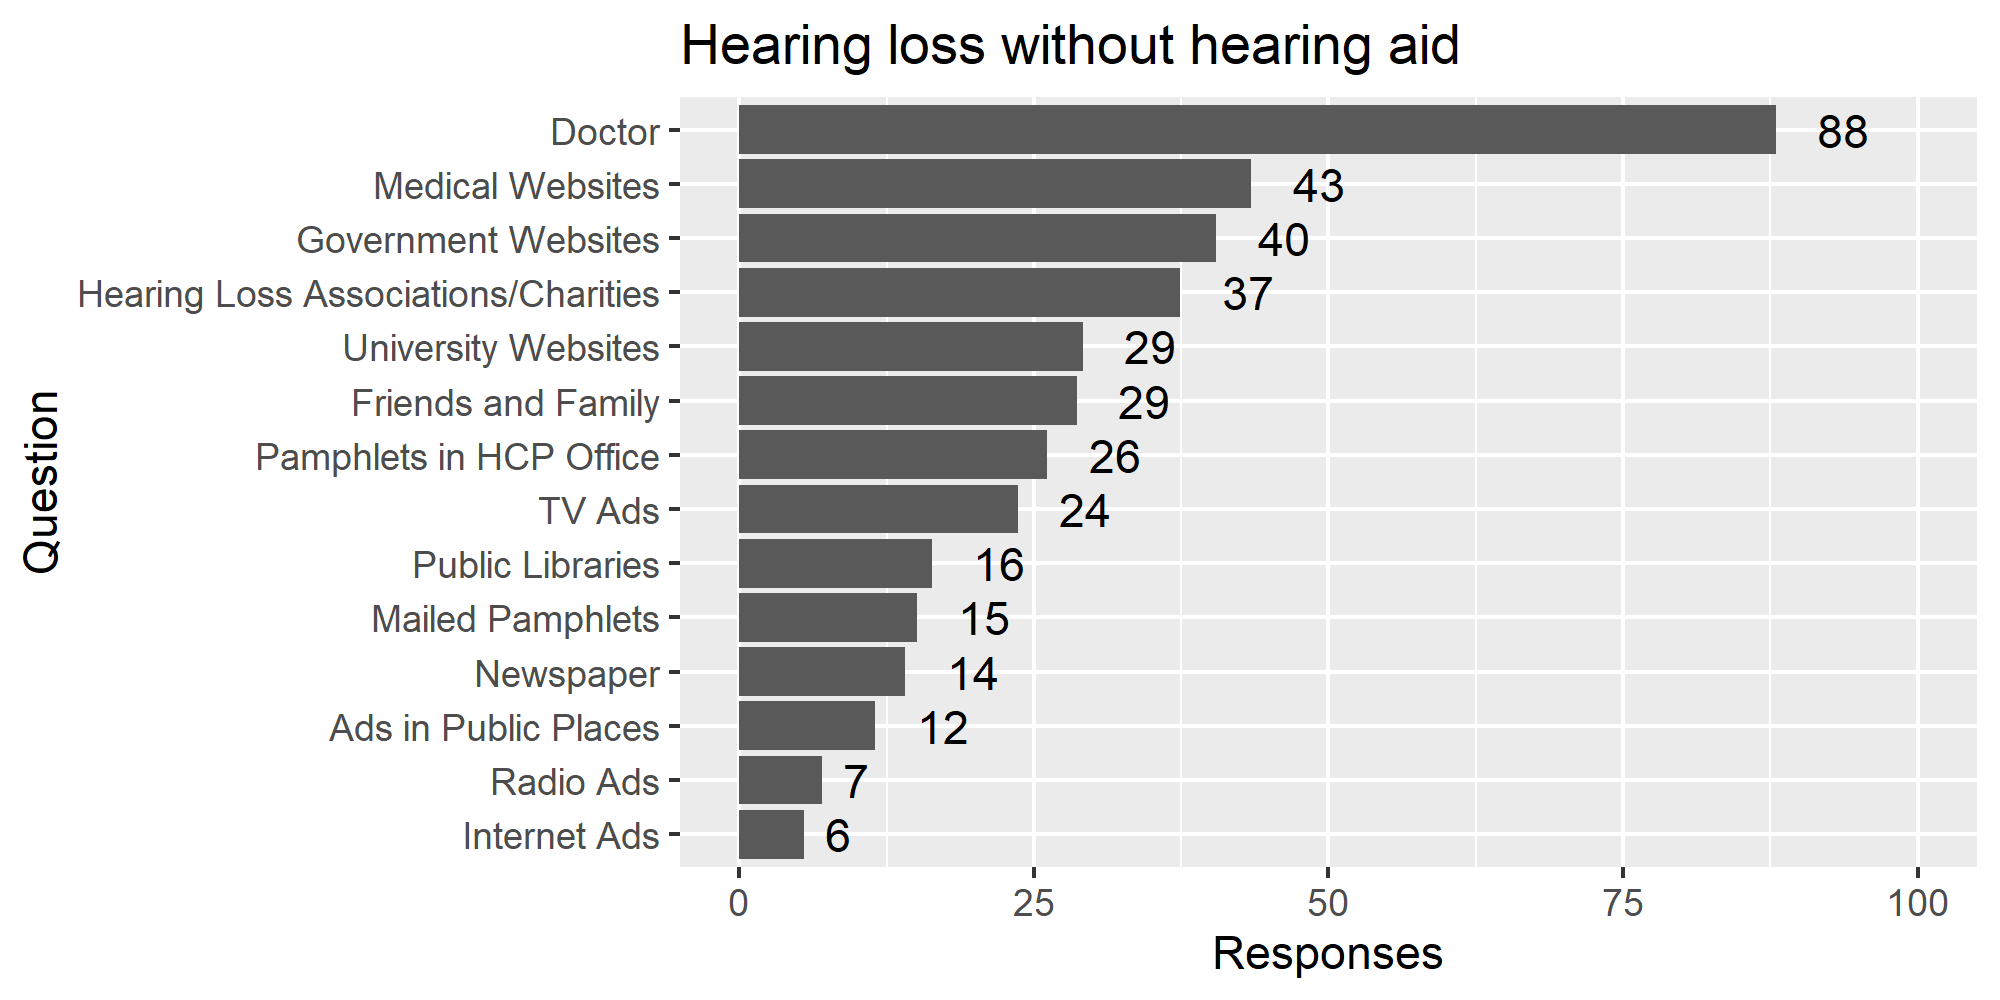 Hearing loss without hearing aid
Question
Doctor 88
Medical Websites 43
Government Websites 40
Hearing Loss Associations/Charities 37
University Websites 29
Friends and Family 29
Pamphlets in HCP Office 26
TV Ads 24
Public Libraries 16
Mailed Pamphlets 15
Newspaper 14
Ads in Public Places 12
Radio Ads 7
Internet Ads 6
0 25 50 75 100
Responses